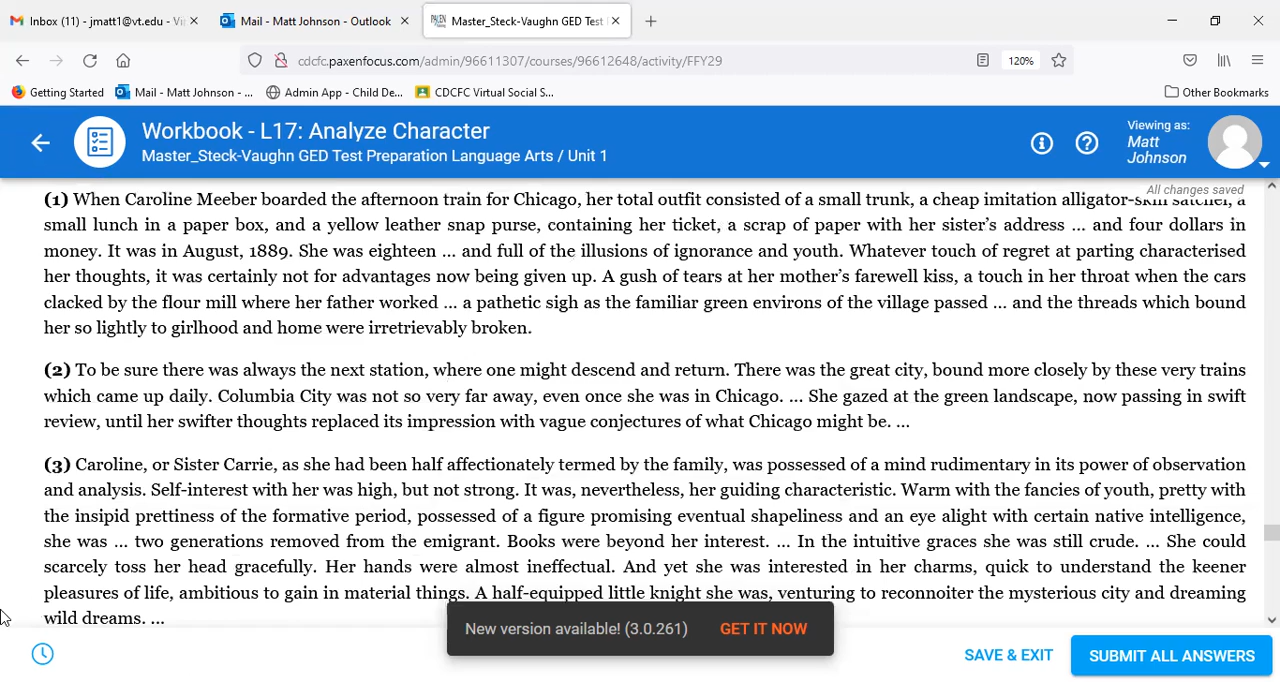 Inbox (11) - jmatt1@vt.edu - Vi
Mail - Matt Johnson - Outlook
Master_Steck-Vaughn GED Test
cdcfc.paxenfocus.com/admin/96611307/courses/96612648/activity/FFY29
120%
Getting Started
Mail - Matt Johnson - ...
Admin App - Child De...
CDCFC Virtual Social S...
Other Bookmarks
Workbook - L17: Analyze Character
Master_Steck-Vaughn GED Test Preparation Language Arts / Unit 1
Viewing as:
Matt
Johnson
All changes saved
(1) When Caroline Meeber boarded the afternoon train for Chicago, her total outfit consisted of a small trunk, a cheap imitation alligator-skin satchel, a
small lunch in a paper box, and a yellow leather snap purse, containing her ticket, a scrap of paper with her sister's address ... and four dollars in
money. It was in August, 1889. She was eighteen ... and full of the illusions of ignorance and youth. Whatever touch of regret at parting characterised
her thoughts, it was certainly not for advantages now being given up. A gush of tears at her mother's farewell kiss, a touch in her throat when the cars
clacked by the flour mill where her father worked ... a pathetic sigh as the familiar green environs of the village passed ... and the threads which bound
her so lightly to girlhood and home were irretrievably broken.
(2) To be sure there was always the next station, where one might descend and return. There was the great city, bound more closely by these very trains
which came up daily. Columbia City was not so very far away, even once she was in Chicago. ... She gazed at the green landscape, now passing in swift
review, until her swifter thoughts replaced its impression with vague conjectures of what Chicago might be. ...
(3) Caroline, or Sister Carrie, as she had been half affectionately termed by the family, was possessed of a mind rudimentary in its power of observation
and analysis. Self-interest with her was high, but not strong. It was, nevertheless, her guiding characteristic. Warm with the fancies of youth, pretty with
the insipid prettiness of the formative period, possessed of a figure promising eventual shapeliness and an eye alight with certain native intelligence,
she was ... two generations removed from the emigrant. Books were beyond her interest. ... In the intuitive graces she was still crude. ... She could
scarcely toss her head gracefully. Her hands were almost ineffectual. And yet she was interested in her charms, quick to understand the keener
pleasures of life, ambitious to gain in material things. A half-equipped little knight she was, venturing to reconnoiter the mysterious city and dreaming
wild dreams. ...
New version available! (3.0.261)
GET IT NOW
SAVE & EXIT
SUBMIT ALL ANSWERS